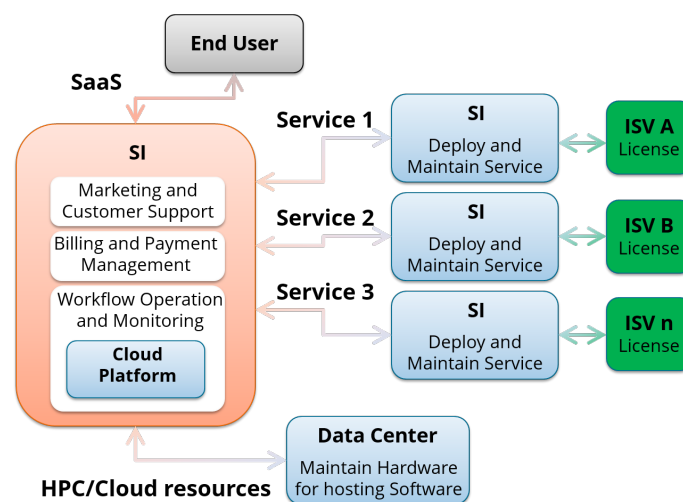 End User
SaaS
SI
Marketing and
Customer Support
Billing and Payment
Management
Workflow Operation
and Monitoring
Cloud
Platform
Service 1
SI
Deploy and
Maintain Service
ISV A
License
Service 2
SI
Deploy and
Maintain Service
ISV B
License
Service 3
SI
Deploy and
Maintain Service
ISV n
License
Data Center
Maintain Hardware
for hosting Software
HPC/Cloud resources